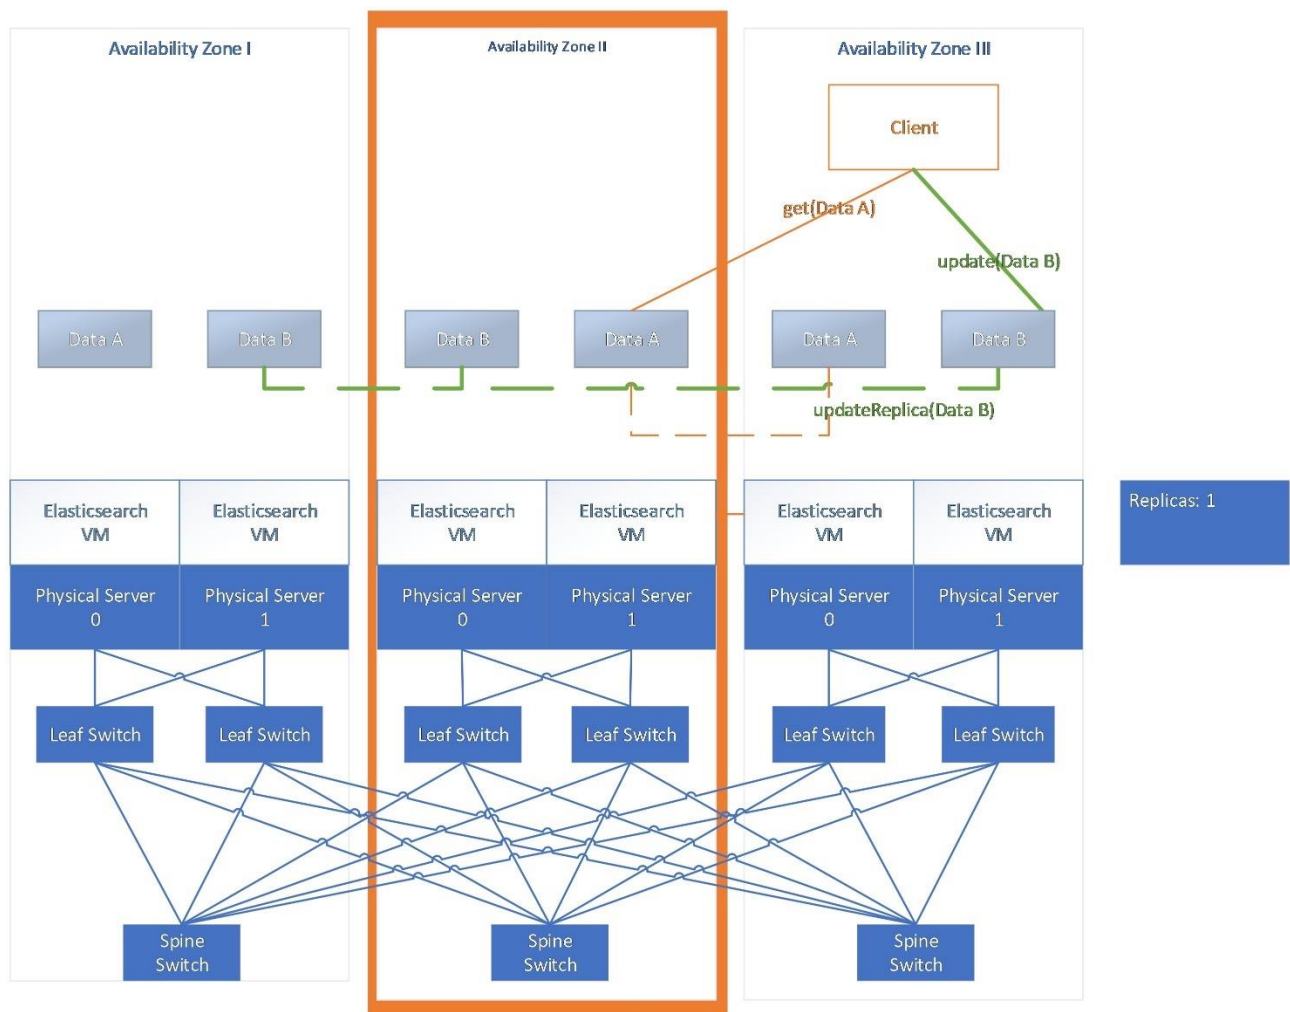 Availability Zone I
Availability Zone II
Availability Zone III
Client
get(Data A)
update(Data B)
Data A
Data B
Data B
Data A
Data A
Data B
updateReplica(Data B)
Elasticsearch
VM
Elasticsearch
VM
Elasticsearch
VM
Elasticsearch
VM
Elasticsearch
VM
Elasticsearch
VM
Replicas: 1
Physical Server
0
Physical Server
1
Physical Server
0
Physical Server
1
Physical Server
0
Physical Server
1
Leaf Switch
Leaf Switch
Leaf Switch
Leaf Switch
Leaf Switch
Leaf Switch
Spine
Switch
Spine
Switch
Spine
Switch